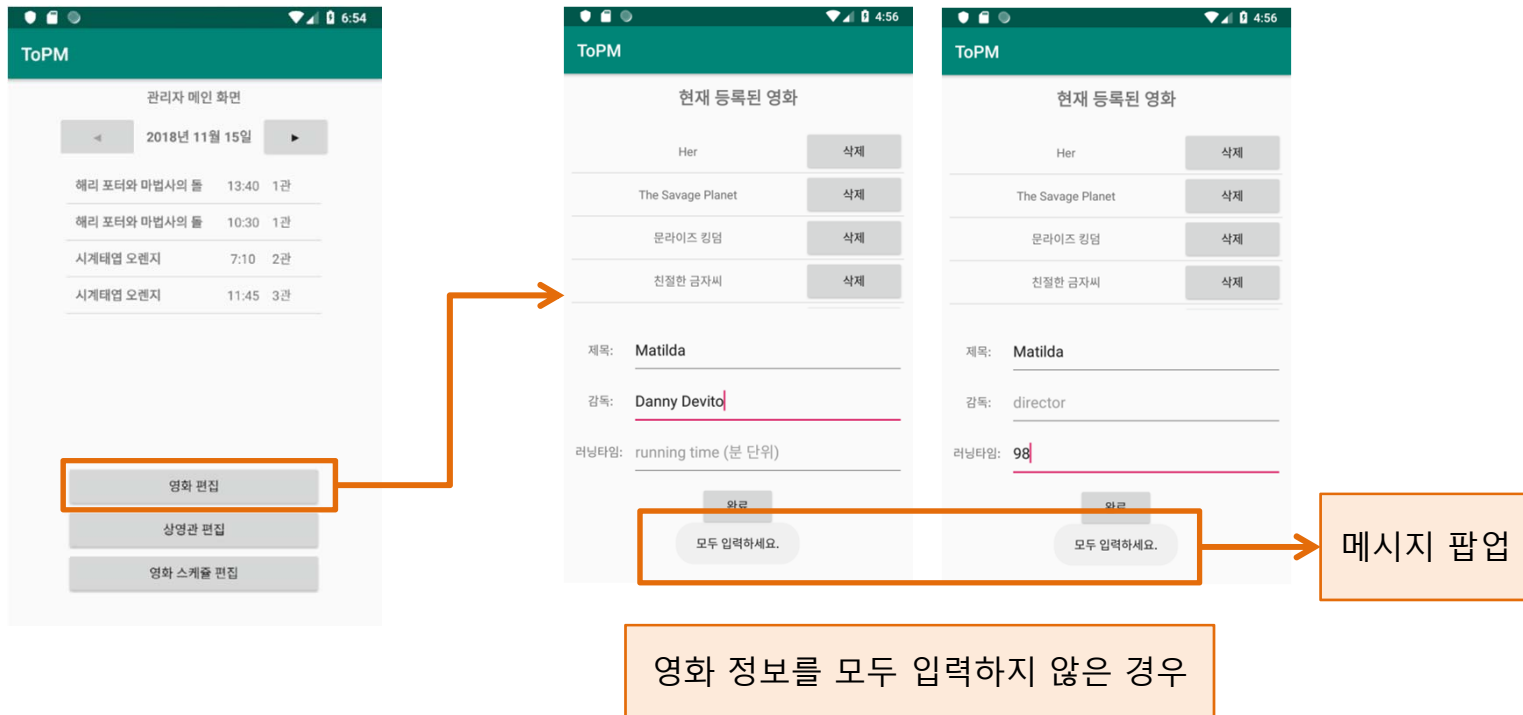 6:54
ToPM
관리자 메인 화면
◄ 2018년 11월 15일 ►
해리 포터와 마법사의 돌 13:40 1관
해리 포터와 마법사의 돌 10:30 1관
시계태엽 오렌지 7:10 2관
시계태엽 오렌지 11:45 3관
영화 편집
상영관 편집
영화 스케쥴 편집
4:56
ToPM
현재 등록된 영화
Her 삭제
The Savage Planet 삭제
문라이즈 킹덤 삭제
친절한 금자씨 삭제
제목: Matilda
감독: Danny Devito
러닝타임: running time (분 단위)
완료
모두 입력하세요.
4:56
ToPM
현재 등록된 영화
Her 삭제
The Savage Planet 삭제
문라이즈 킹덤 삭제
친절한 금자씨 삭제
제목: Matilda
감독: director
러닝타임: 98
완료
모두 입력하세요.
메시지 팝업
영화 정보를 모두 입력하지 않은 경우